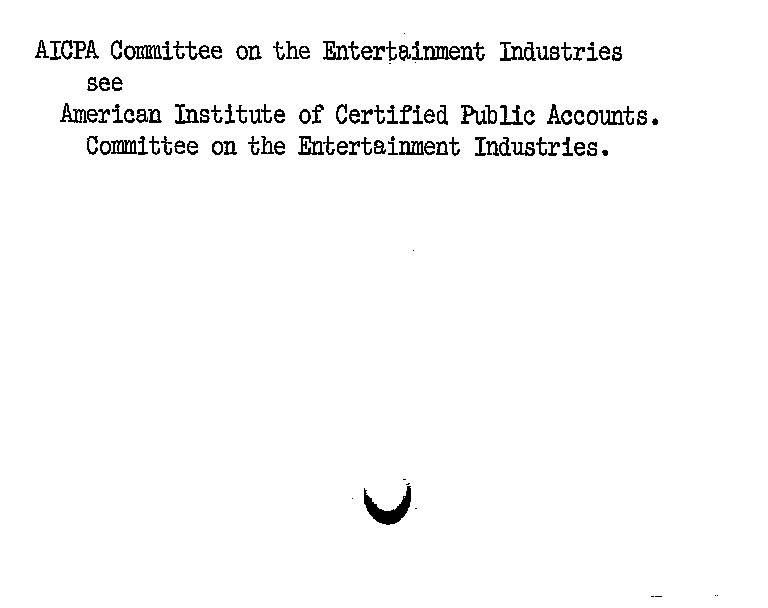 AICPA Committee on the Entertainment Industries
see
American Institute of Certified Public Accounts.
Committee on the Entertainment Industries.